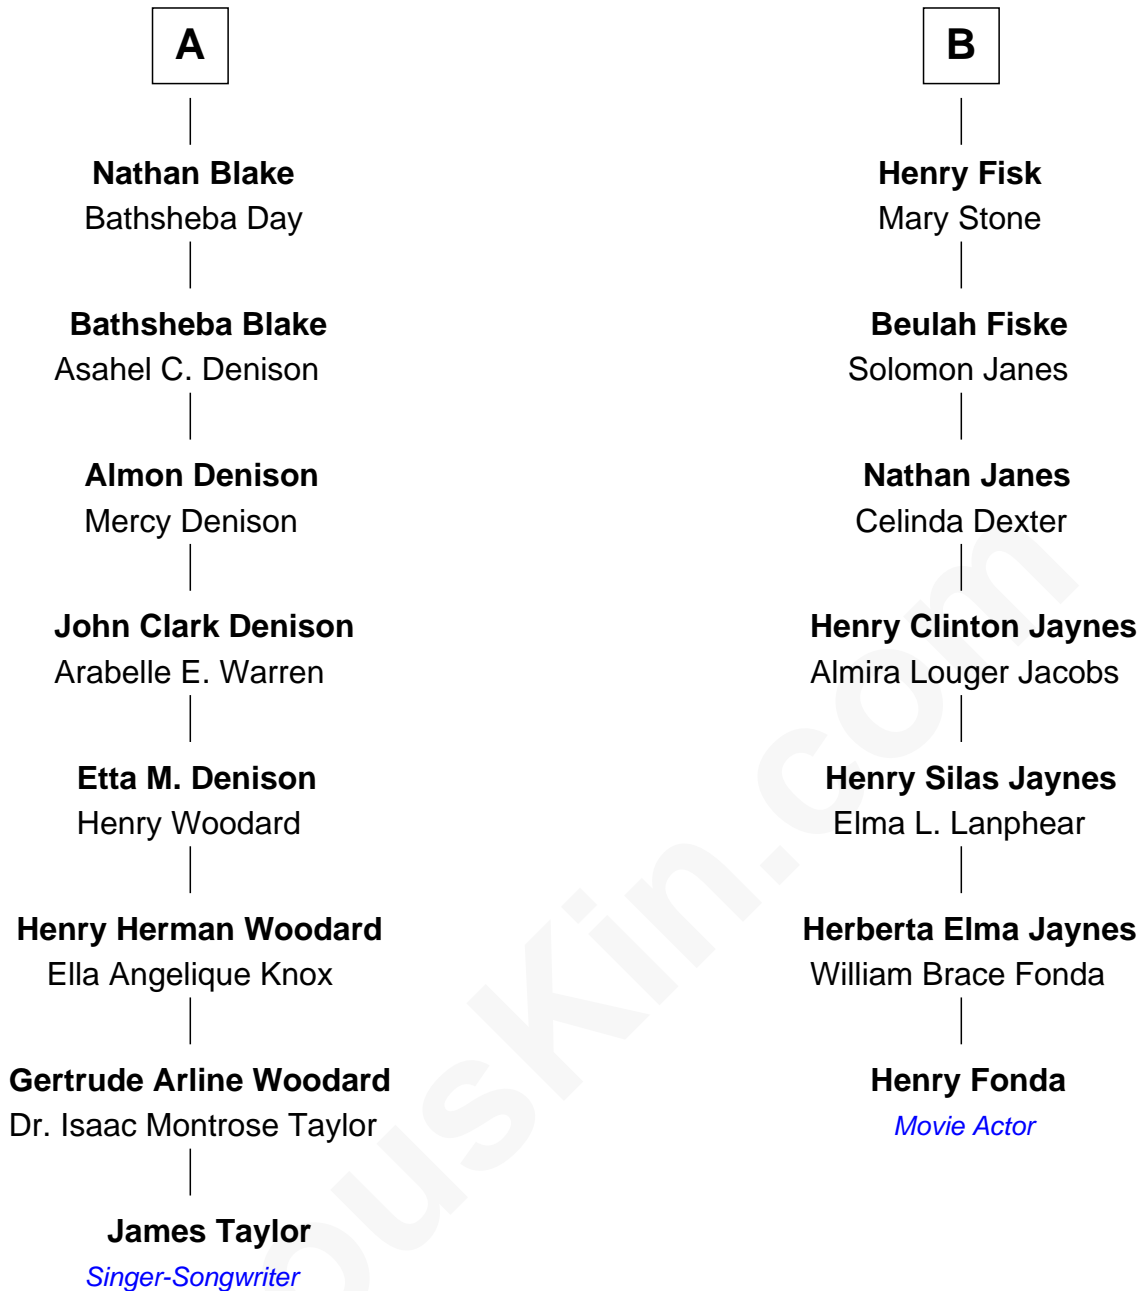 A
Nathan Blake
Bathsheba Day
Bathsheba Blake
Asahel C. Denison
Almon Denison
Mercy Denison
John Clark Denison
Arabelle E. Warren
Etta M. Denison
Henry Woodard
Henry Herman Woodard
Ella Angelique Knox
Gertrude Arline Woodard
Dr. Isaac Montrose Taylor
James Taylor
Singer-Songwriter
B
Henry Fisk
Mary Stone
Beulah Fiske
Solomon Janes
Nathan Janes
Celinda Dexter
Henry Clinton Jaynes
Almira Louger Jacobs
Henry Silas Jaynes
Elma L. Lanphear
Herberta Elma Jaynes
William Brace Fonda
Henry Fonda
Movie Actor
ousKin.com